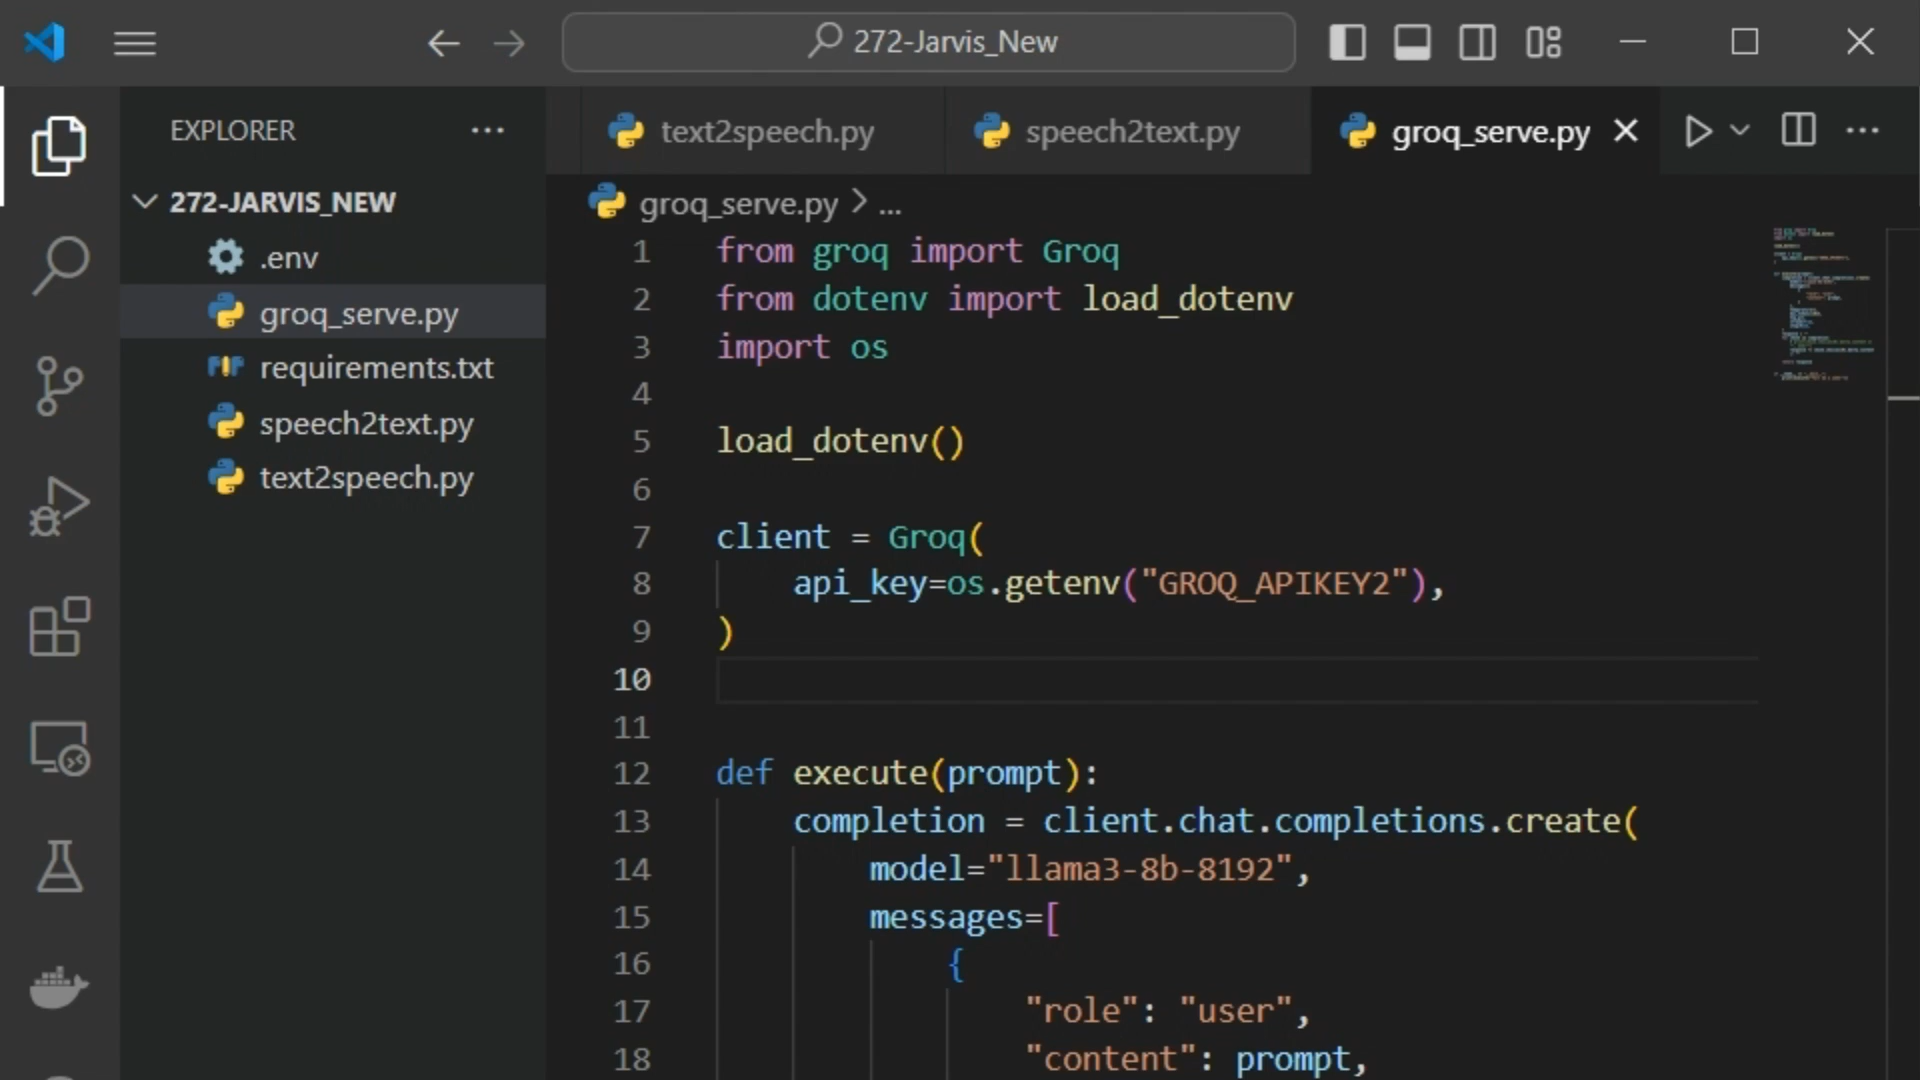 272-Jarvis_New
EXPLORER
272-JARVIS_NEW
.env
groq_serve.py
requirements.txt
speech2text.py
text2speech.py
text2speech.py
speech2text.py
groq_serve.py
groq_serve.py > ...
1 from groq import Groq
2 from dotenv import load_dotenv
3 import os
4
5 load_dotenv()
6
7 client = Groq(
8     api_key=os.getenv("GROQ_APIKEY2"),
9 )
10
11
12 def execute(prompt):
13     completion = client.chat.completions.create(
14         model="llama3-8b-8192",
15         messages=[
16             {
17                 "role": "user",
18                 "content": prompt,